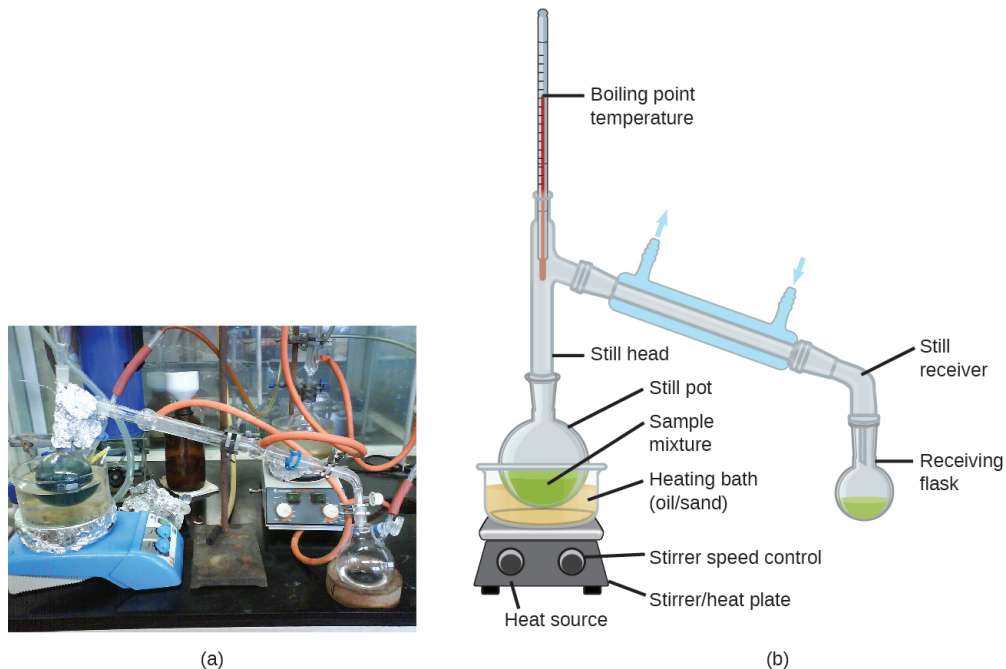 Boiling point
temperature
Still head
Still
receiver
Still pot
Sample
mixture
Receiving
flask
Heating bath
(oil/sand)
Stirrer speed control
Stirrer/heat plate
Heat source
(a)
(b)